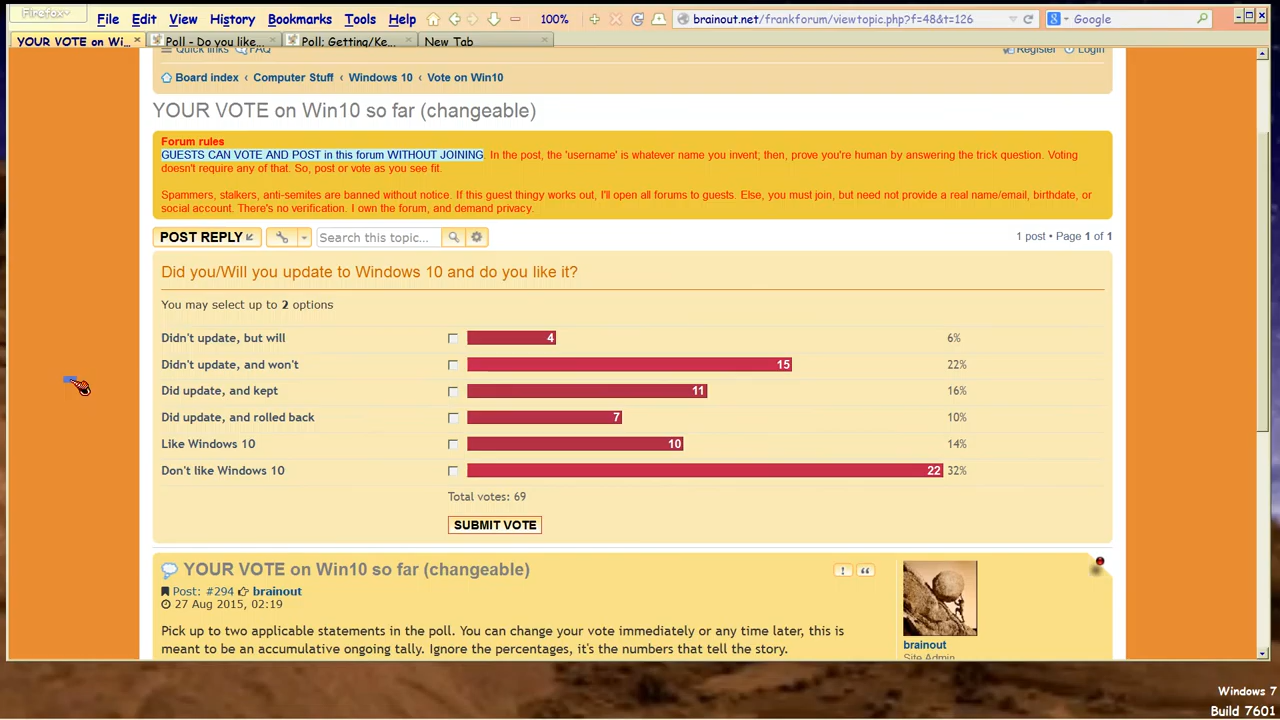 Firefox
File Edit View History Bookmarks Tools Help 100% brainout.net/frankforum/viewtopic.php?f=48&t=126 Google
YOUR VOTE on Wi... Poll - Do you like... Poll; Getting/Ke... New Tab
Quick links FAQ Register Login
Board index ‹ Computer Stuff ‹ Windows 10 ‹ Vote on Win10
YOUR VOTE on Win10 so far (changeable)
Forum rules
GUESTS CAN VOTE AND POST in this forum WITHOUT JOINING. In the post, the 'username' is whatever name you invent; then, prove you're human by answering the trick question. Voting
doesn't require any of that. So, post or vote as you see fit.
Spammers, stalkers, anti-semites are banned without notice. If this guest thingy works out, I'll open all forums to guests. Else, you must join, but need not provide a real name/email, birthdate, or
social account. There's no verification. I own the forum, and demand privacy.
POST REPLY Search this topic... 1 post • Page 1 of 1
Did you/Will you update to Windows 10 and do you like it?
You may select up to 2 options
Didn't update, but will 4 6%
Didn't update, and won't 15 22%
Did update, and kept 11 16%
Did update, and rolled back 7 10%
Like Windows 10 10 14%
Don't like Windows 10 22 32%
Total votes: 69
SUBMIT VOTE
YOUR VOTE on Win10 so far (changeable)
Post: #294 brainout
27 Aug 2015, 02:19
Pick up to two applicable statements in the poll. You can change your vote immediately or any time later, this is
meant to be an accumulative ongoing tally. Ignore the percentages, it's the numbers that tell the story.
brainout
Site Admin
Windows 7
Build 7601